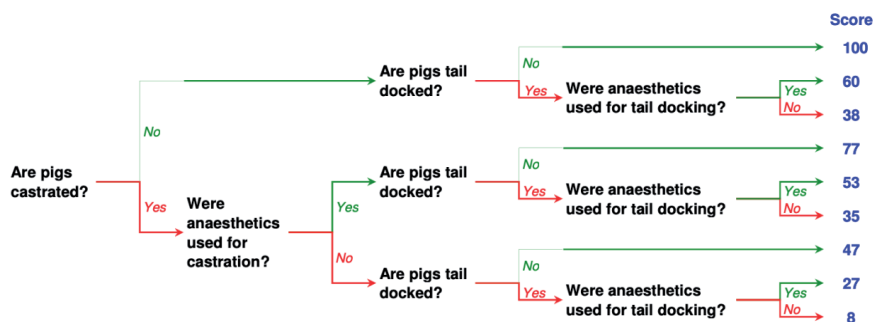 Score
100
No
Are pigs tail
docked?
Yes
Were anaesthetics
used for tail docking?
60
Yes
No
38
No
77
No
Are pigs
castrated?
Yes
Were
anaesthetics
used for
castration?
Yes
Are pigs tail
docked?
Yes
Were anaesthetics
used for tail docking?
53
Yes
No
35
No
47
No
Are pigs tail
docked?
Yes
Were anaesthetics
used for tail docking?
27
Yes
No
8